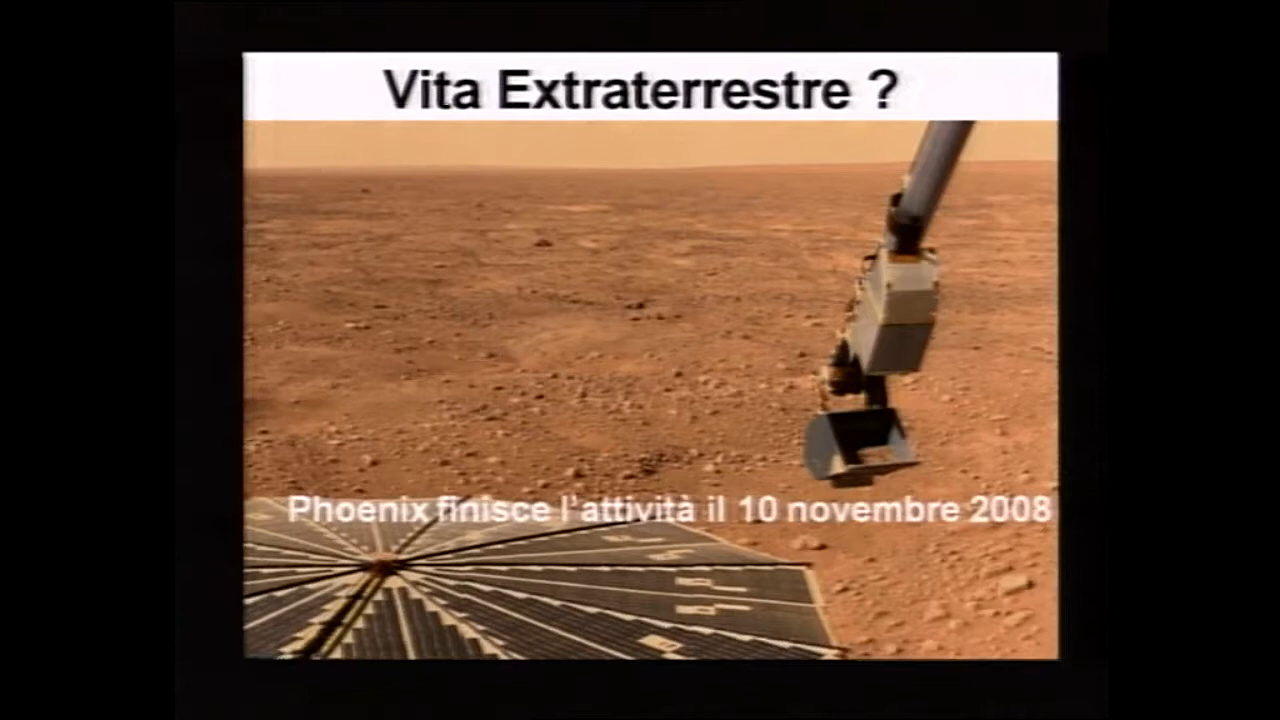 Vita Extraterrestre ?
Phoenix finisce l'attività il 10 novembre 2008